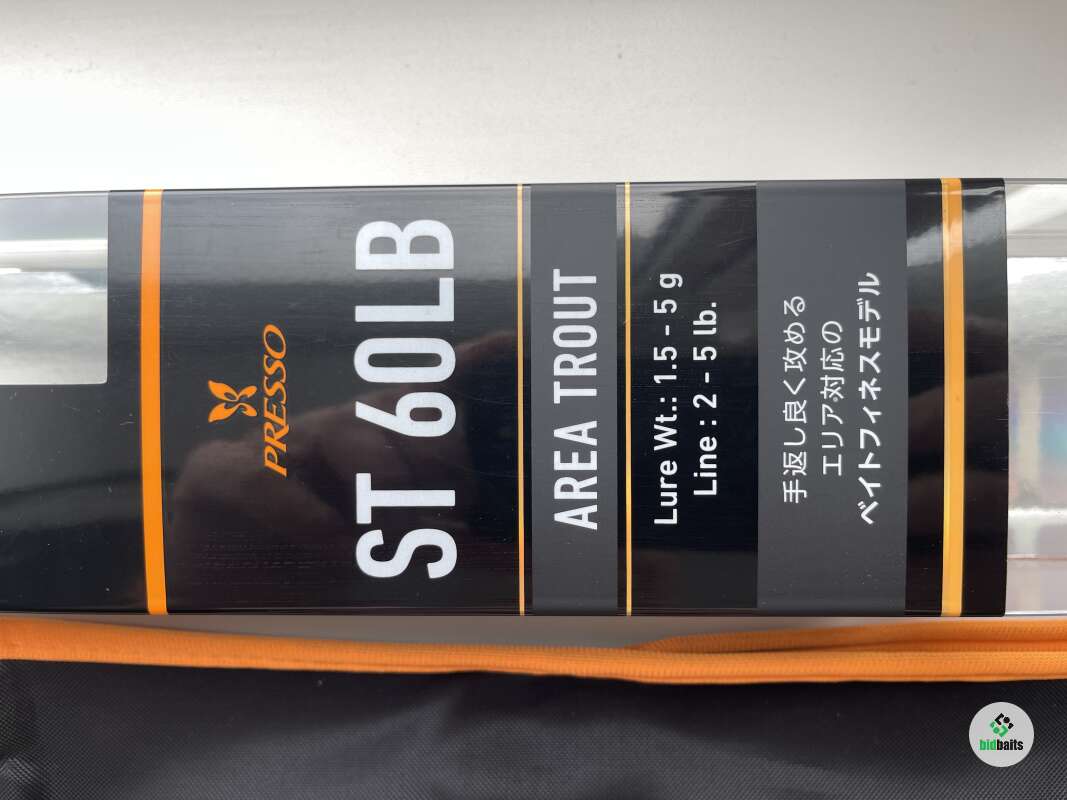 PRESSO
ST 60LB
AREA TROUT
Lure Wt.: 1.5 - 5 g
Line : 2 - 5 lb.
手返し良く攻める
エリア対応の
ベイトフィネスモデル
bidbaits